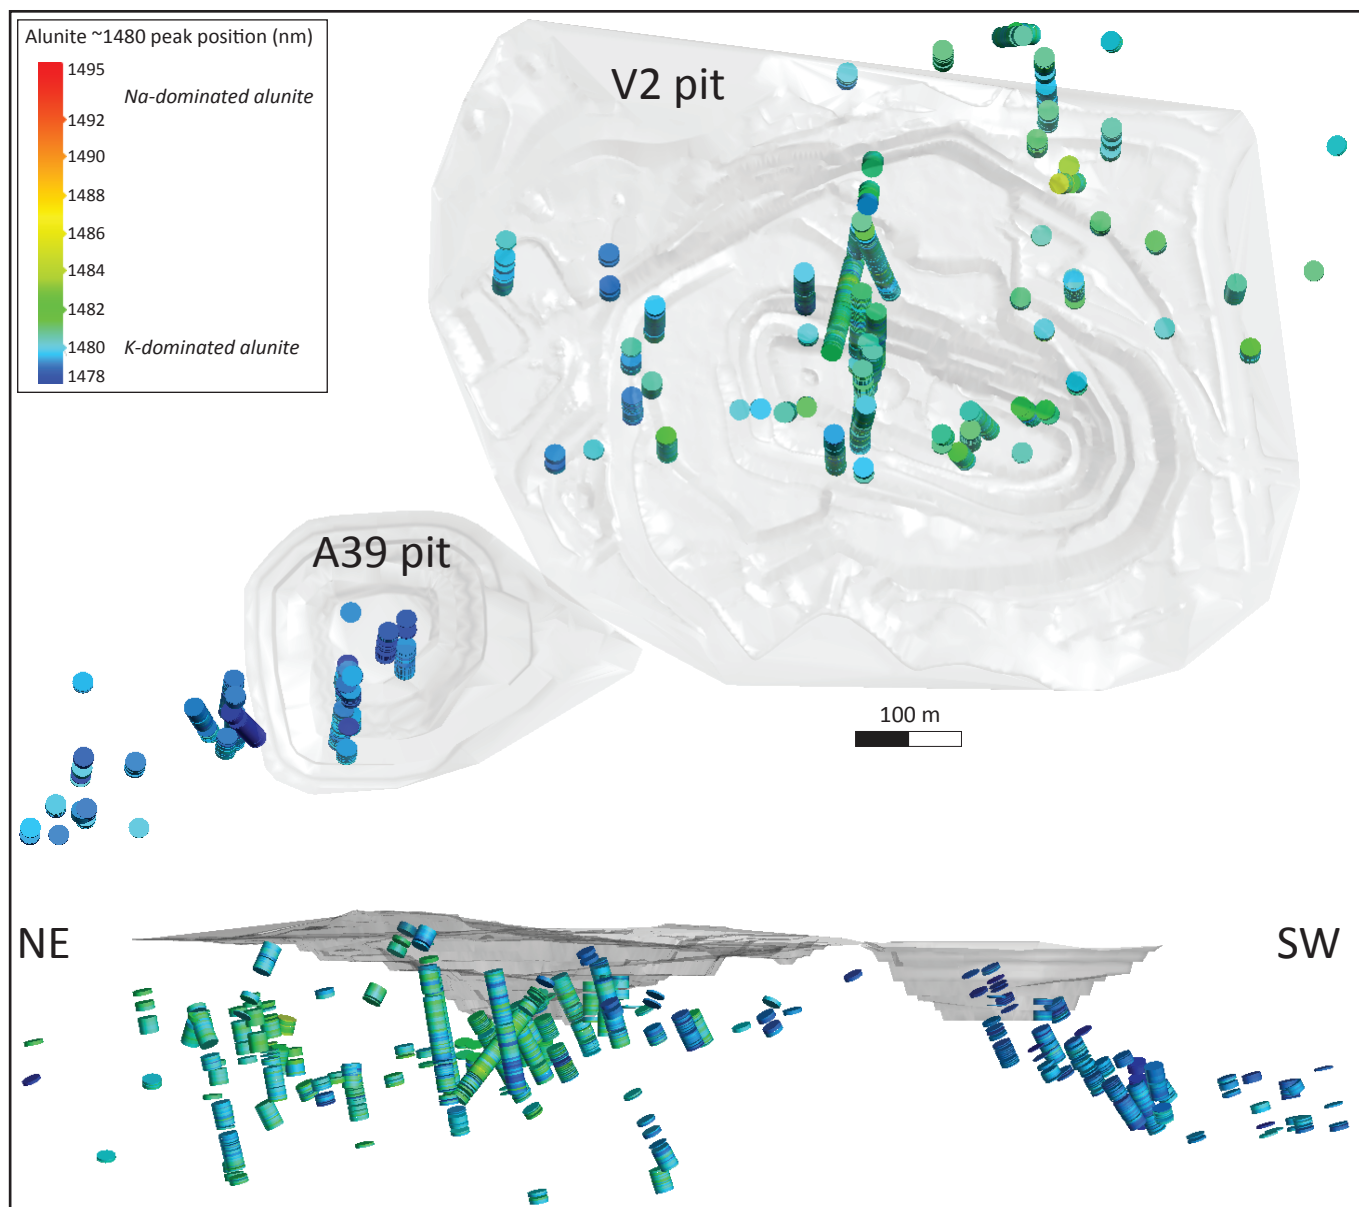 Alunite ~1480 peak position (nm)
1495
Na-dominated alunite
1492
1490
1488
1486
1484
1482
1480
K-dominated alunite
1478
V2 pit
A39 pit
100 m
NE
SW